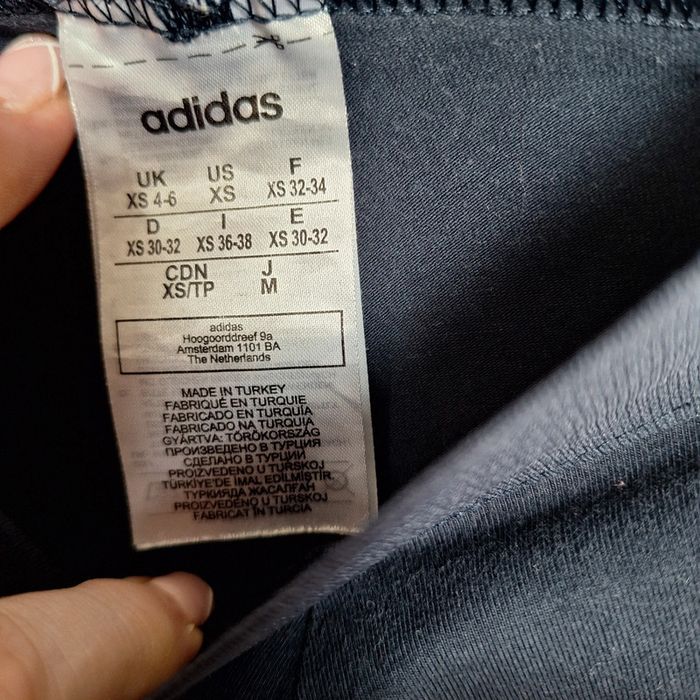 adidas
UK US F
XS 4-6 XS XS 32-34
D I E
XS 30-32 XS 36-38 XS 30-32
CDN J
XS/TP M
adidas
Hoogoorddreef 9a
Amsterdam 1101 BA
The Netherlands
MADE IN TURKEY
FABRIQUÉ EN TURQUIE
FABRICADO EN TURQUÍA
FABRICADO NA TURQUIA
GYÁRTVA: TÖRÖKORSZÁG
ПРОИЗВЕДЕНО В ТУРЦИЯ
СДЕЛАНО В ТУРЦИИ
PROIZVEDENO U TURSKOJ
TÜRKİYE'DE İMAL EDİLMİŞTİR.
ТҮРКИЯДА ЖАСАЛҒАН
PROIZVEDENO U TURSKOJ
FABRICAT IN TURCIA